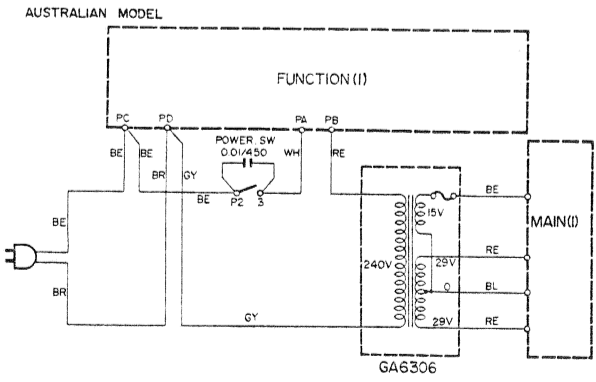 AUSTRALIAN MODEL
FUNCTION(1)
PC
PD
PA
PB
POWER. SW
0.01/450
BE
BE
BR
GY
WH
RE
BE
P2
3
BE
BR
GY
240V
15V
29V
0
29V
BE
RE
BL
RE
MAIN(1)
GA6306